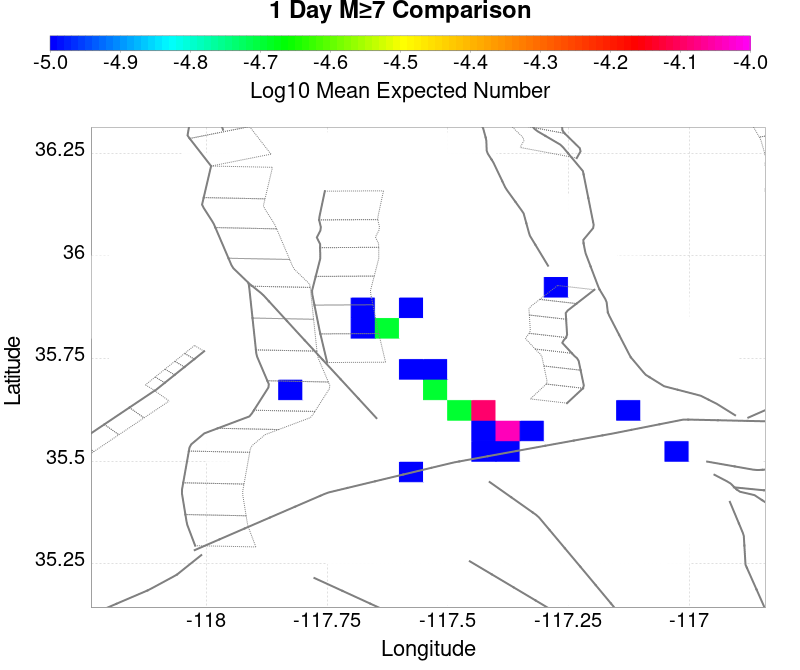 1 Day M≥7 Comparison
-5.0 -4.9 -4.8 -4.7 -4.6 -4.5 -4.4 -4.3 -4.2 -4.1 -4.0
Log10 Mean Expected Number
36.25
36
35.75
35.5
35.25
Latitude
-118 -117.75 -117.5 -117.25 -117
Longitude